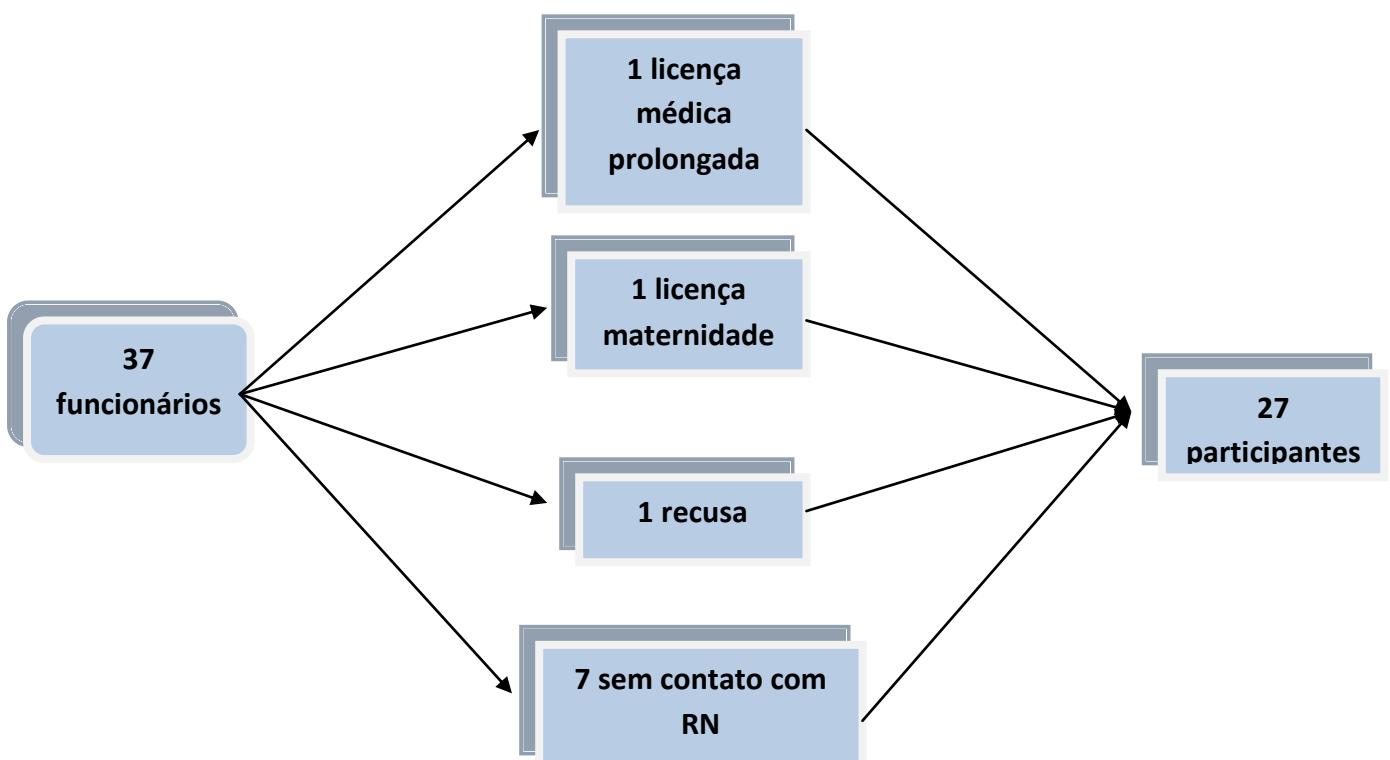 37
funcionários
1 licença
médica
prolongada
1 licença
maternidade
1 recusa
7 sem contato com
RN
27
participantes